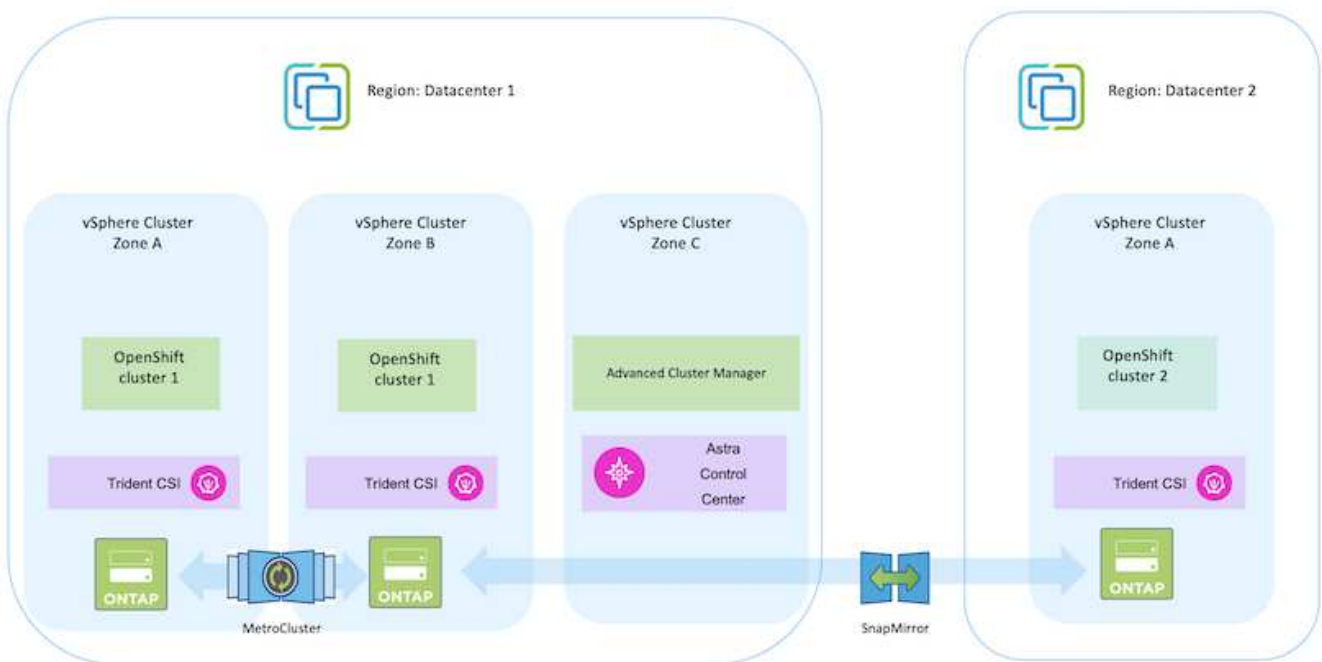 Region: Datacenter 1
Region: Datacenter 2
vSphere Cluster
Zone A
vSphere Cluster
Zone B
vSphere Cluster
Zone C
vSphere Cluster
Zone A
OpenShift
cluster 1
OpenShift
cluster 1
Advanced Cluster Manager
OpenShift
cluster 2
Trident CSI
Trident CSI
Astra
Control
Center
Trident CSI
ONTAP
ONTAP
ONTAP
MetroCluster
SnapMirror